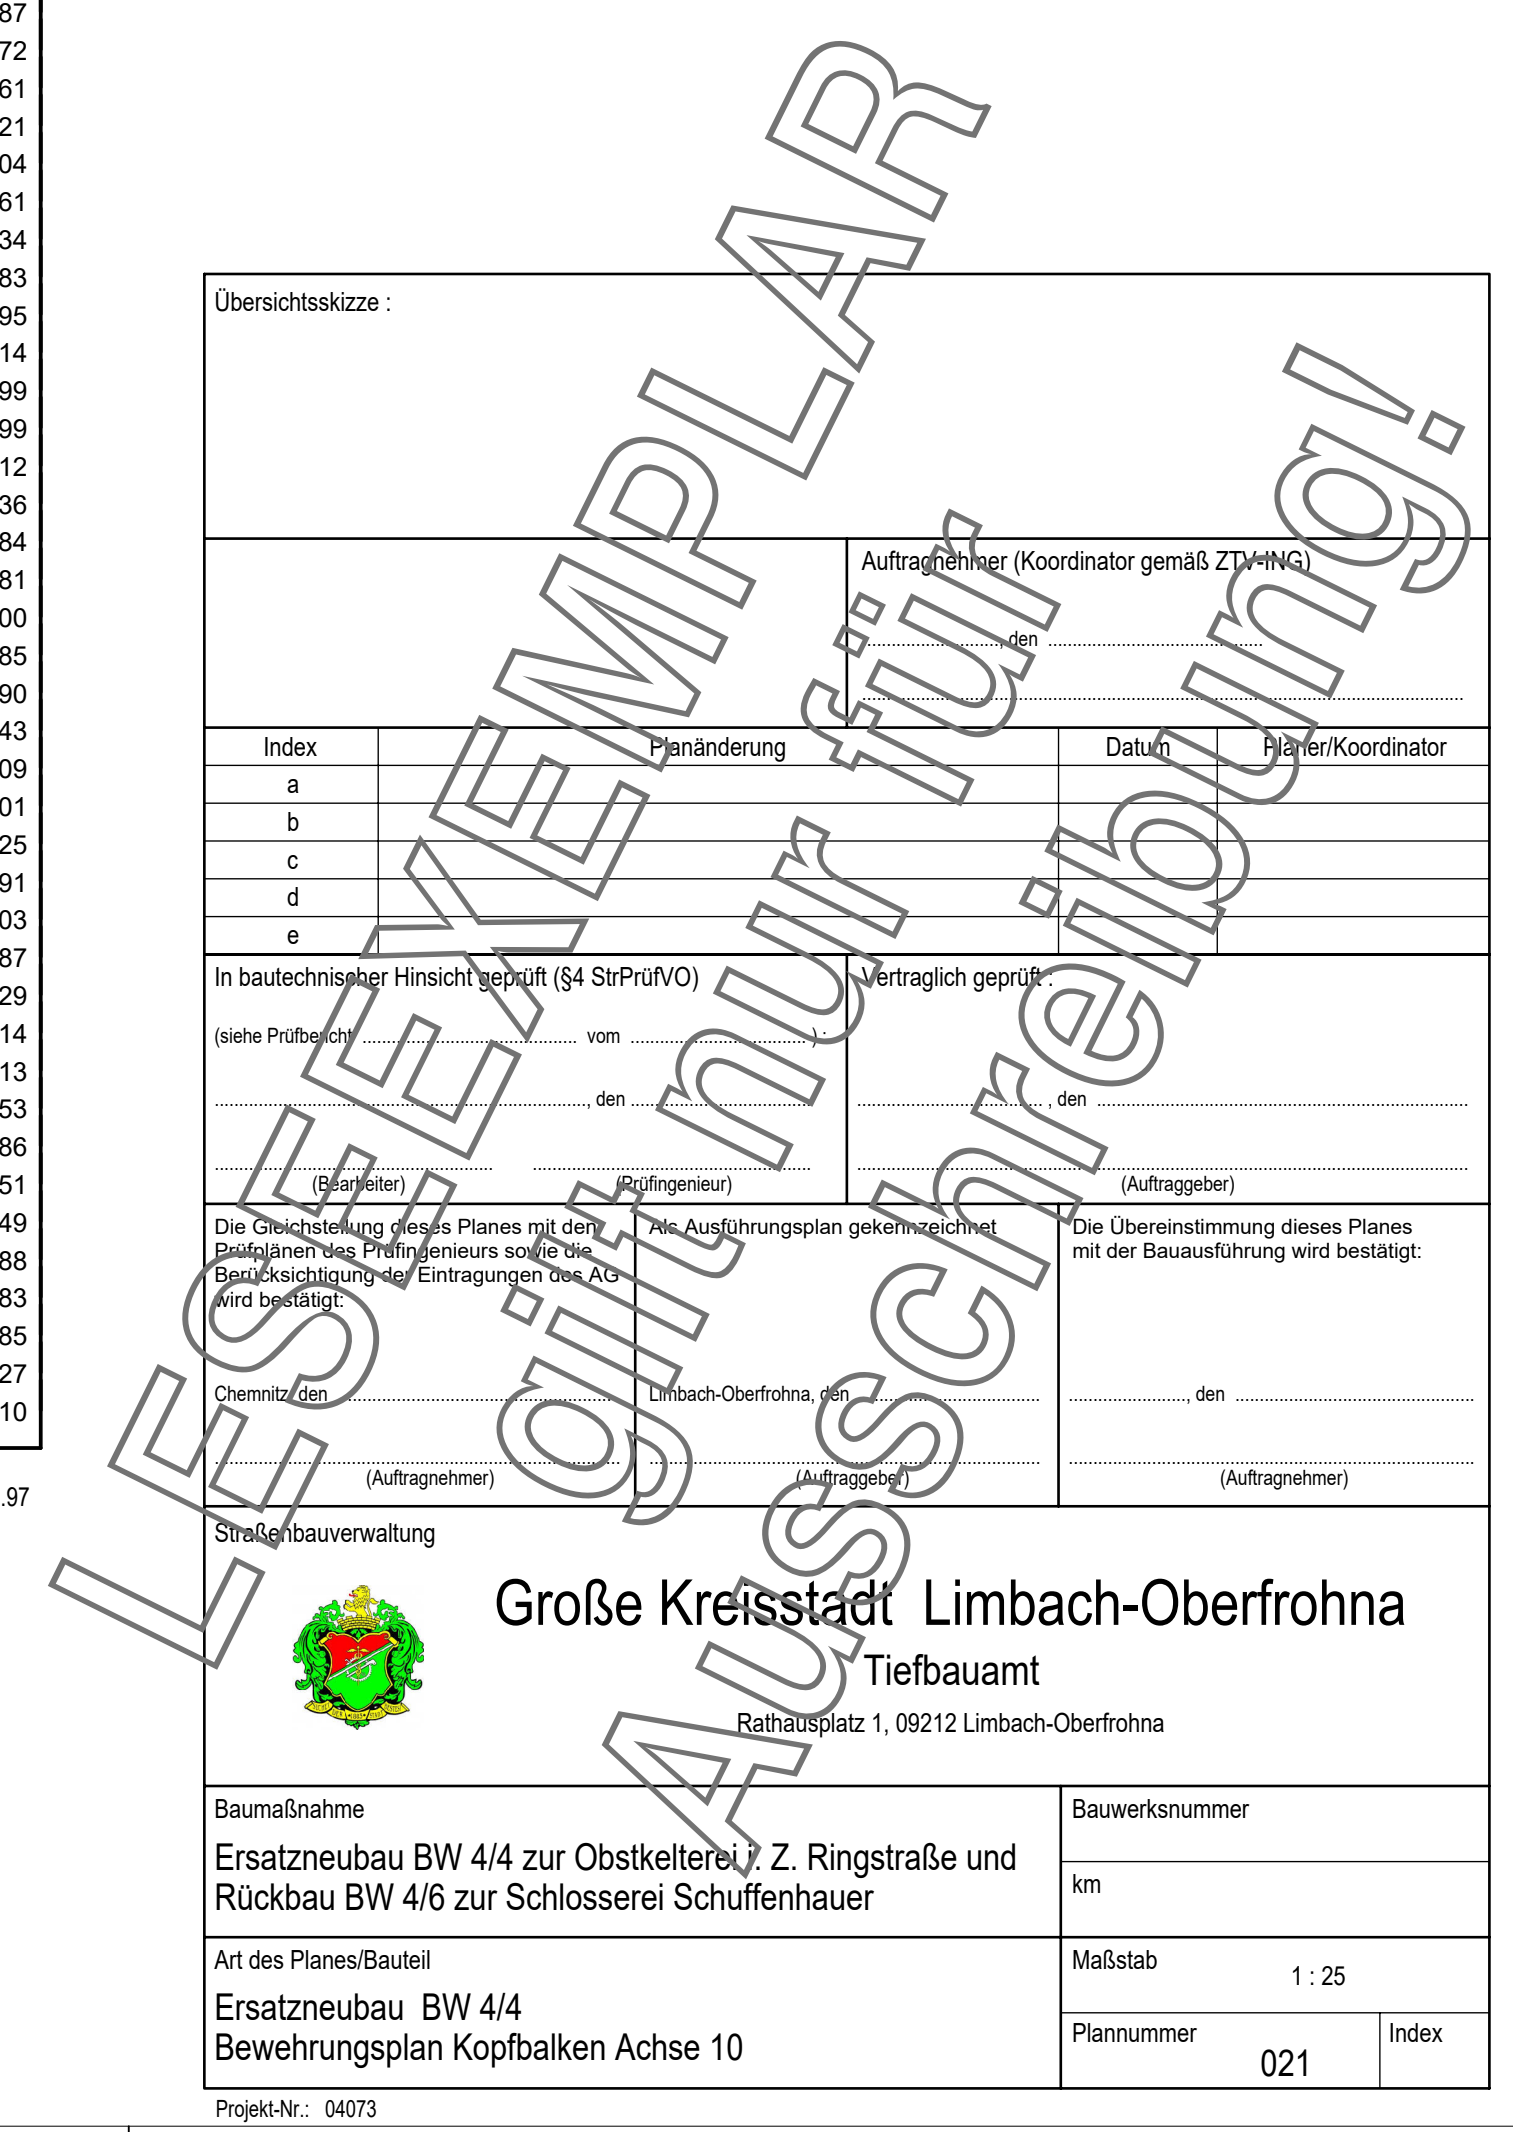 87
72
61
21
04
61
34
83
95
14
99
99
12
36
84
81
00
85
90
43
09
01
25
91
03
87
29
14
13
53
86
51
49
88
83
85
27
10
.97
LESEEXEMPLAR
gilt nur für
Ausschreibung!
Übersichtsskizze :
Auftragnehmer (Koordinator gemäß ZTV-ING)
, den
Index Planänderung Datum Planer/Koordinator
a
b
c
d
e
In bautechnischer Hinsicht geprüft (§4 StrPrüfVO)
(siehe Prüfbericht ........ vom ........ ) :
, den
(Bearbeiter) (Prüfingenieur)
Vertraglich geprüft :
, den
(Auftraggeber)
Die Gleichstellung dieses Planes mit den
Prüfplänen des Prüfingenieurs sowie die
Berücksichtigung der Eintragungen des AG
wird bestätigt:
Chemnitz, den
(Auftragnehmer)
Als Ausführungsplan gekennzeichnet
Limbach-Oberfrohna, den
(Auftraggeber)
Die Übereinstimmung dieses Planes
mit der Bauausführung wird bestätigt:
, den
(Auftragnehmer)
Straßenbauverwaltung
Große Kreisstadt Limbach-Oberfrohna
Tiefbauamt
Rathausplatz 1, 09212 Limbach-Oberfrohna
Baumaßnahme
Ersatzneubau BW 4/4 zur Obstkelterei i. Z. Ringstraße und
Rückbau BW 4/6 zur Schlosserei Schuffenhauer
Bauwerksnummer
km
Art des Planes/Bauteil
Ersatzneubau BW 4/4
Bewehrungsplan Kopfbalken Achse 10
Maßstab 1 : 25
Plannummer 021
Index
Projekt-Nr.: 04073